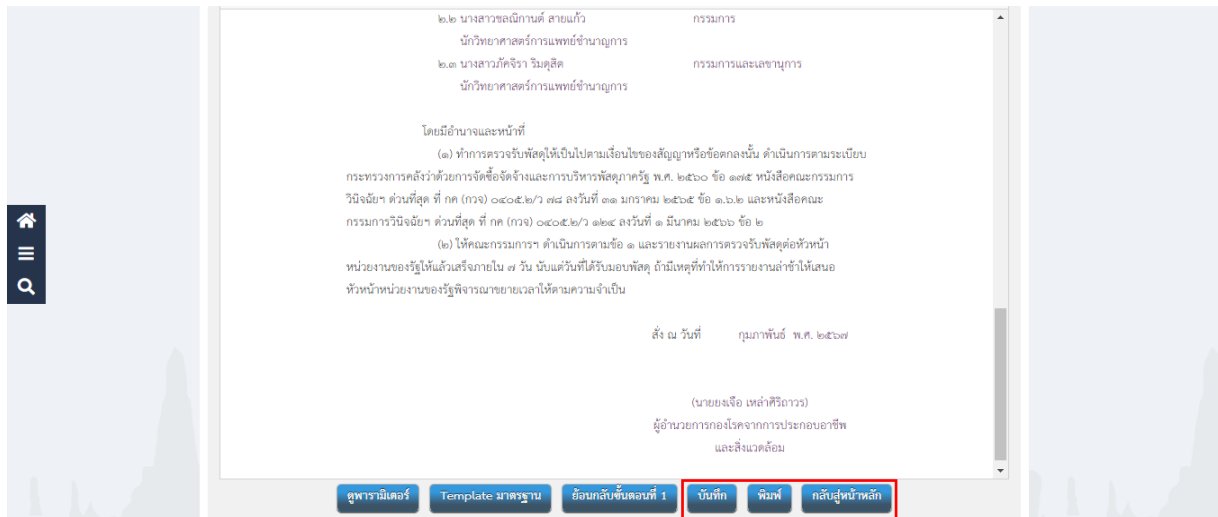 ๒.๒ นางสาวชลณิกานต์ สายแก้ว กรรมการ
นักวิทยาศาสตร์การแพทย์ชำนาญการ
๒.๓ นางสาวภัคจิรา ริมดุสิต กรรมการและเลขานุการ
นักวิทยาศาสตร์การแพทย์ชำนาญการ
โดยมีอำนาจและหน้าที่
(๑) ทำการตรวจรับพัสดุให้เป็นไปตามเงื่อนไขของสัญญาหรือข้อตกลงนั้น ดำเนินการตามระเบียบ
กระทรวงการคลังว่าด้วยการจัดซื้อจัดจ้างและการบริหารพัสดุภาครัฐ พ.ศ. ๒๕๖๐ ข้อ ๑๗๕ หนังสือคณะกรรมการ
วินิจฉัยฯ ด่วนที่สุด ที่ กค (กวจ) ๐๔๐๕.๒/ว ๗๘ ลงวันที่ ๓๑ มกราคม ๒๕๖๕ ข้อ ๑.๖.๒ และหนังสือคณะ
กรรมการวินิจฉัยฯ ด่วนที่สุด ที่ กค (กวจ) ๐๔๐๕.๒/ว ๑๒๔ ลงวันที่ ๑ มีนาคม ๒๕๖๖ ข้อ ๒
(๒) ให้คณะกรรมการฯ ดำเนินการตามข้อ ๑ และรายงานผลการตรวจรับพัสดุต่อหัวหน้า
หน่วยงานของรัฐให้แล้วเสร็จภายใน ๗ วัน นับแต่วันที่ได้รับมอบพัสดุ ถ้ามีเหตุที่ทำให้การรายงานล่าช้าให้เสนอ
หัวหน้าหน่วยงานของรัฐพิจารณาขยายเวลาให้ตามความจำเป็น
สั่ง ณ วันที่ กุมภาพันธ์ พ.ศ. ๒๕๖๗
(นายยงเจือ เหล่าศิริถาวร)
ผู้อำนวยการกองโรคจากการประกอบอาชีพ
และสิ่งแวดล้อม
ดูพารามิเตอร์ Template มาตรฐาน ย้อนกลับขั้นตอนที่ 1 บันทึก พิมพ์ กลับสู่หน้าหลัก